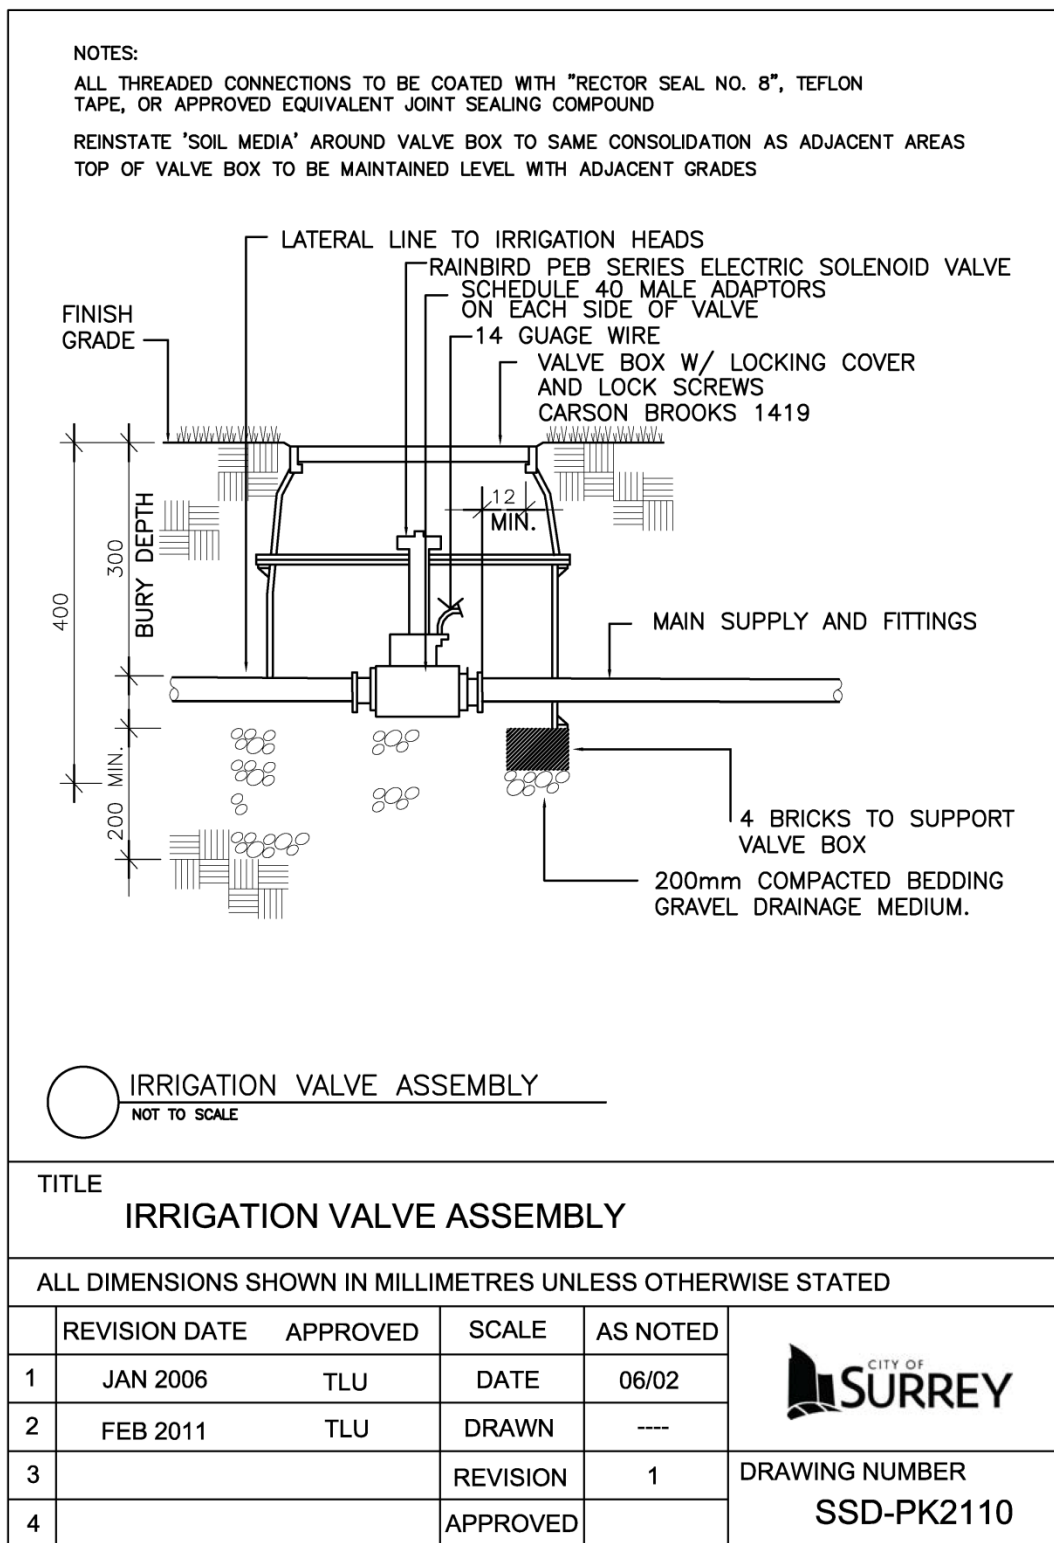 NOTES:
ALL THREADED CONNECTIONS TO BE COATED WITH "RECTOR SEAL NO. 8", TEFLON
TAPE, OR APPROVED EQUIVALENT JOINT SEALING COMPOUND
REINSTATE 'SOIL MEDIA' AROUND VALVE BOX TO SAME CONSOLIDATION AS ADJACENT AREAS
TOP OF VALVE BOX TO BE MAINTAINED LEVEL WITH ADJACENT GRADES
LATERAL LINE TO IRRIGATION HEADS
RAINBIRD PEB SERIES ELECTRIC SOLENOID VALVE
SCHEDULE 40 MALE ADAPTORS
ON EACH SIDE OF VALVE
14 GUAGE WIRE
FINISH
GRADE
VALVE BOX W/ LOCKING COVER
AND LOCK SCREWS
CARSON BROOKS 1419
12
MIN.
300
BURY DEPTH
400
200 MIN.
MAIN SUPPLY AND FITTINGS
4 BRICKS TO SUPPORT
VALVE BOX
200mm COMPACTED BEDDING
GRAVEL DRAINAGE MEDIUM.
IRRIGATION VALVE ASSEMBLY
NOT TO SCALE
TITLE
IRRIGATION VALVE ASSEMBLY
ALL DIMENSIONS SHOWN IN MILLIMETRES UNLESS OTHERWISE STATED
REVISION DATE APPROVED SCALE AS NOTED
1 JAN 2006 TLU DATE 06/02
2 FEB 2011 TLU DRAWN ----
3 REVISION 1
4 APPROVED
CITY OF
SURREY
DRAWING NUMBER
SSD-PK2110